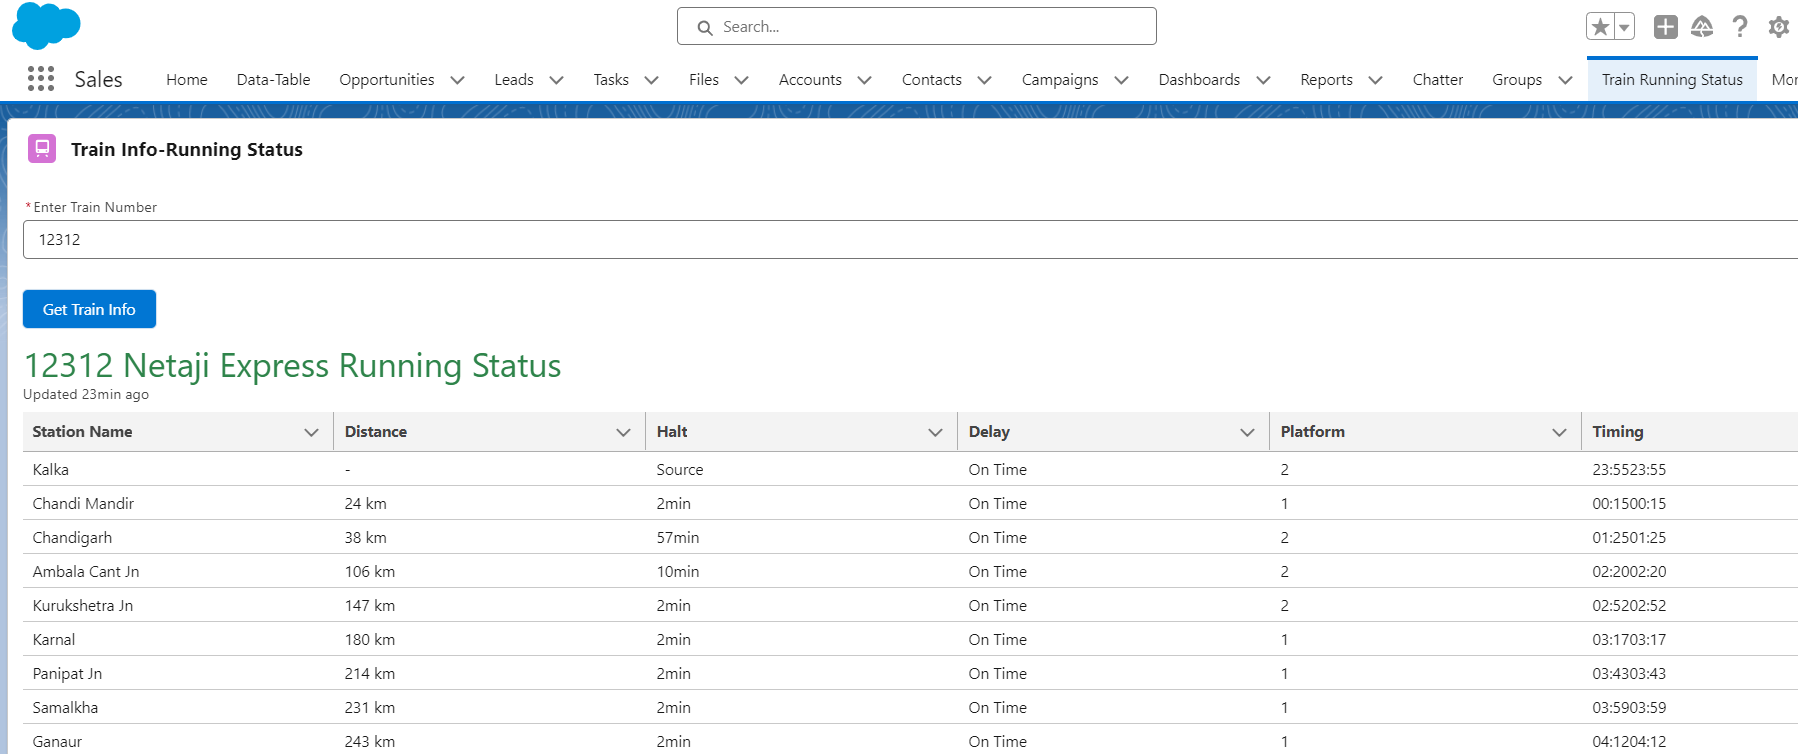 Search...
Sales Home Data-Table Opportunities Leads Tasks Files Accounts Contacts Campaigns Dashboards Reports Chatter Groups Train Running Status Mor
Train Info-Running Status
*Enter Train Number
12312
Get Train Info
12312 Netaji Express Running Status
Updated 23min ago
Station Name Distance Halt Delay Platform Timing
Kalka - Source On Time 2 23:5523:55
Chandi Mandir 24 km 2min On Time 1 00:1500:15
Chandigarh 38 km 57min On Time 2 01:2501:25
Ambala Cant Jn 106 km 10min On Time 2 02:2002:20
Kurukshetra Jn 147 km 2min On Time 2 02:5202:52
Karnal 180 km 2min On Time 1 03:1703:17
Panipat Jn 214 km 2min On Time 1 03:4303:43
Samalkha 231 km 2min On Time 1 03:5903:59
Ganaur 243 km 2min On Time 1 04:1204:12